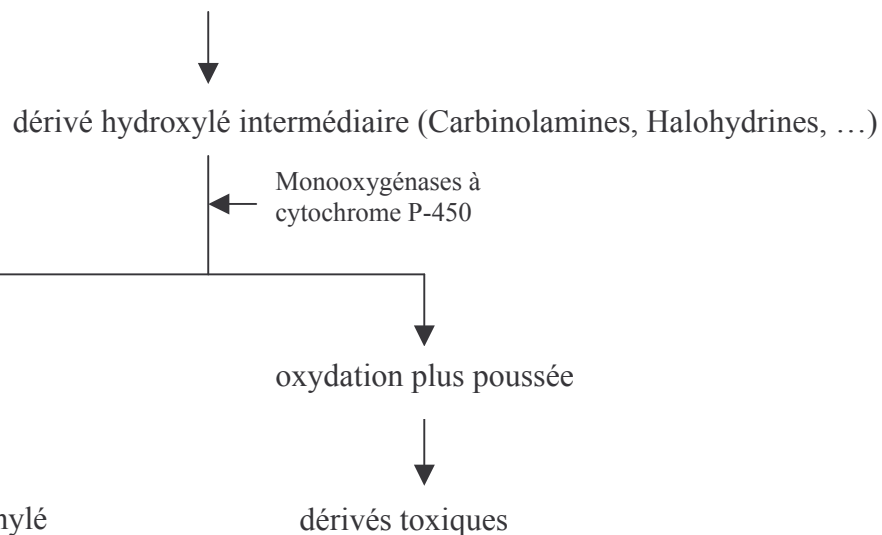 dérivé hydroxylé intermédiaire (Carbinolamines, Halohydrines, …)
Monooxygénases à
cytochrome P-450
oxydation plus poussée
dérivés toxiques